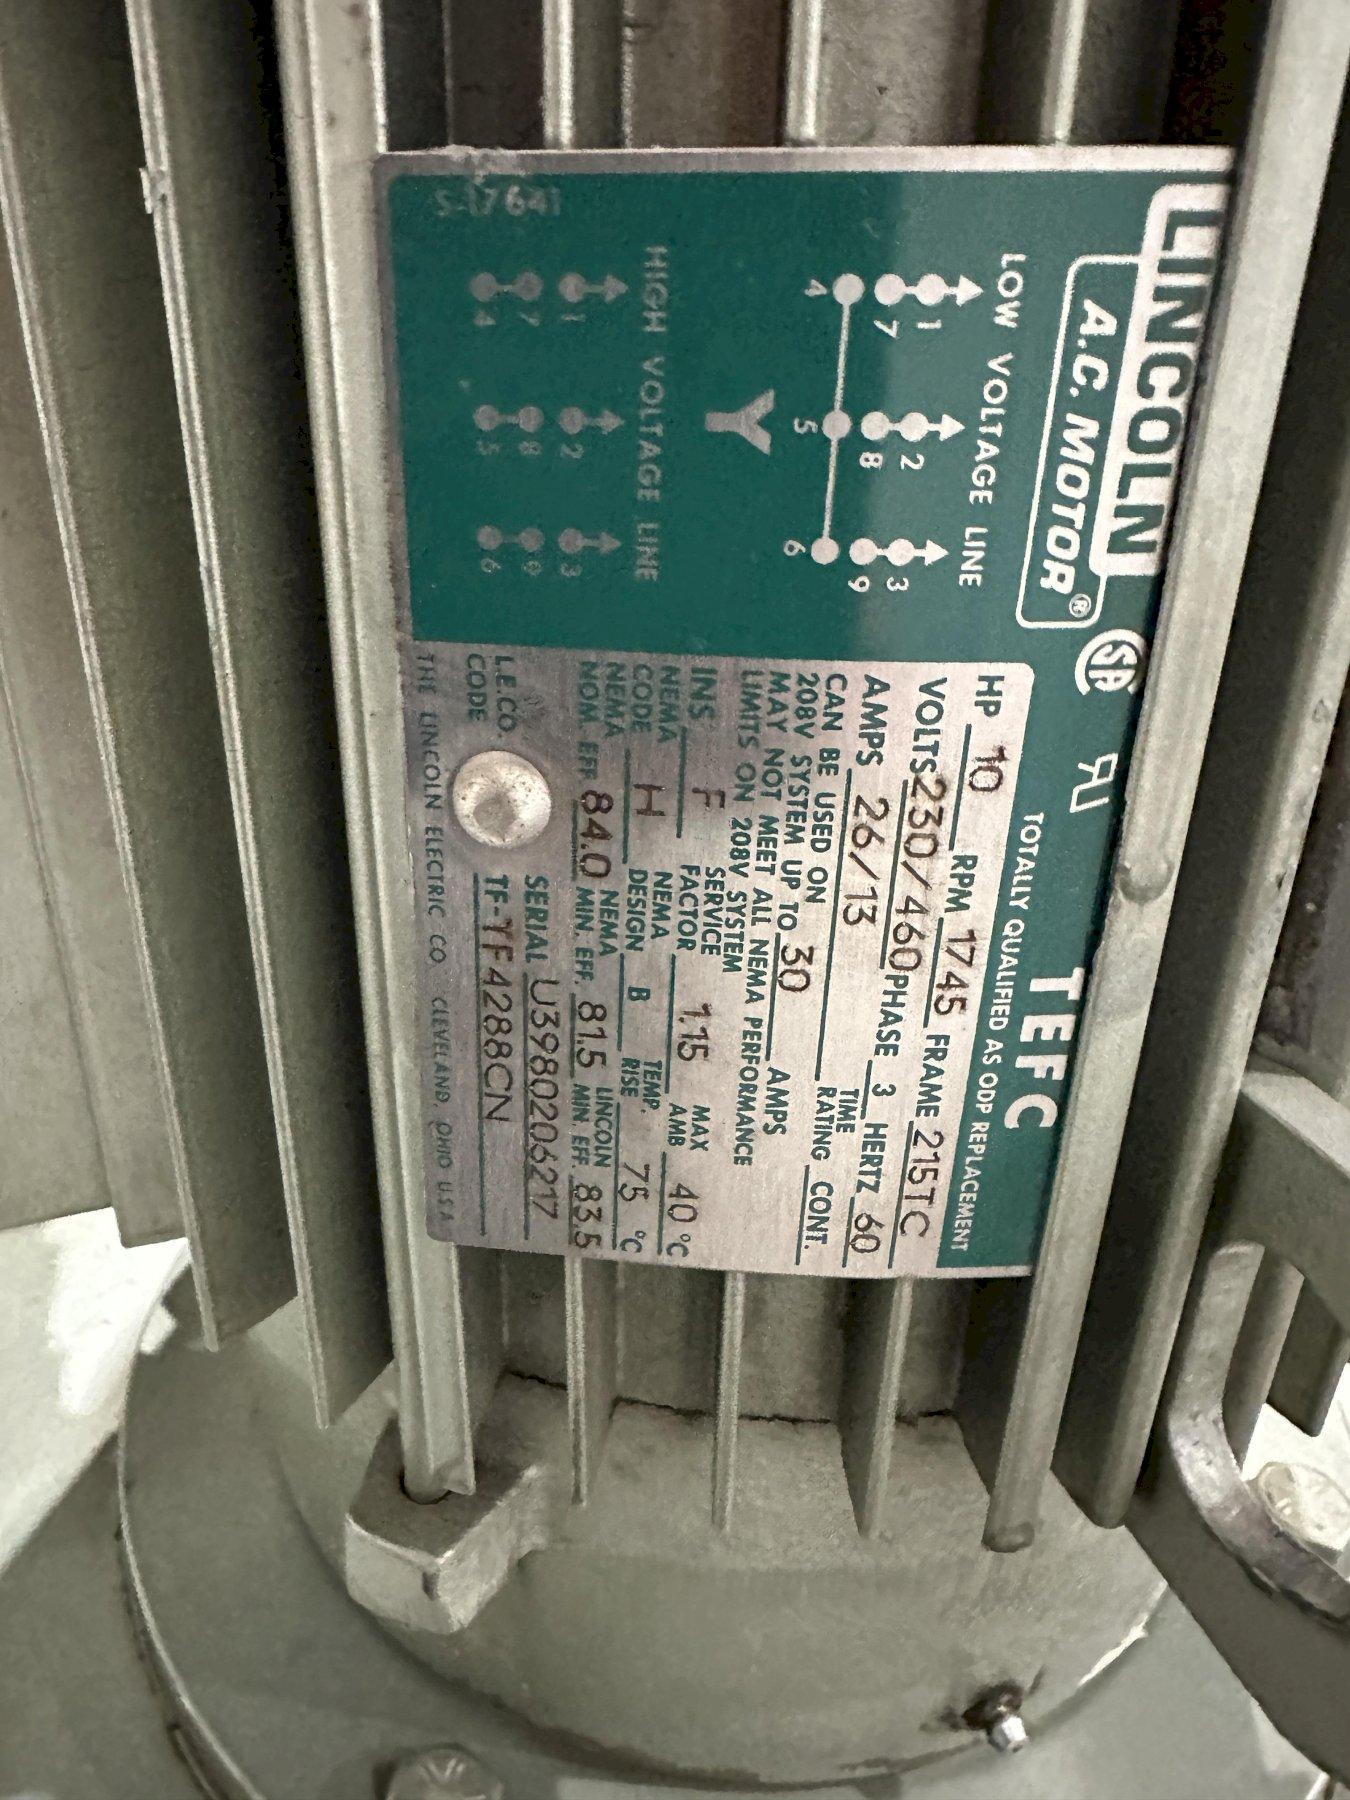 LINCOLN
A.C. MOTOR®
SA
TEFC
TOTALLY QUALIFIED AS ODP REPLACEMENT
LOW VOLTAGE LINE
1 2 3
7 8 9
4 5 6
Y
HIGH VOLTAGE LINE
1 2 3
7 8 9
4 5 6
S-17641
HP 10 RPM 1745 FRAME 215TC
VOLTS 230/460 PHASE 3 HERTZ 60
AMPS 26/13 TIME RATING CONT.
CAN BE USED ON
208V SYSTEM UP TO 30 AMPS
MAY NOT MEET ALL NEMA PERFORMANCE
LIMITS ON 208V SYSTEM
INS F SERVICE FACTOR 1.15 MAX AMB 40 °C
NEMA CODE H NEMA DESIGN B TEMP. RISE 75 °C
NEMA NOM. EFF 84.0 NEMA MIN. EFF. 81.5 LINCOLN MIN EFF. 83.5
SERIAL U3980206217
L.E.CO. CODE TF-YF4288CN
THE LINCOLN ELECTRIC CO. CLEVELAND, OHIO U.S.A.